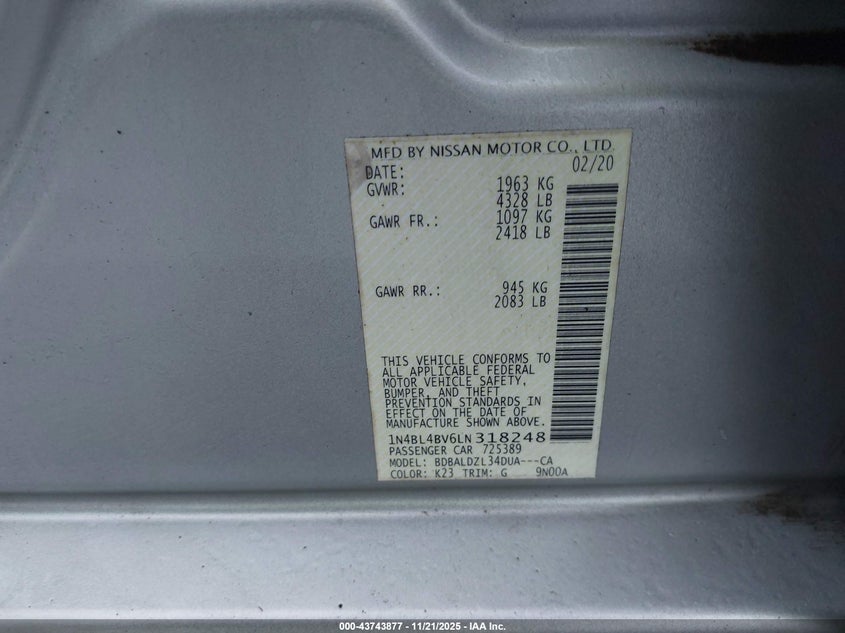 MFD BY NISSAN MOTOR CO., LTD.
DATE: 02/20
GVWR: 1963 KG
4328 LB
GAWR FR.: 1097 KG
2418 LB
GAWR RR.: 945 KG
2083 LB
THIS VEHICLE CONFORMS TO
ALL APPLICABLE FEDERAL
MOTOR VEHICLE SAFETY,
BUMPER, AND THEFT
PREVENTION STANDARDS IN
EFFECT ON THE DATE OF
MANUFACTURE SHOWN ABOVE.
1N4BL4BV6LN318248
PASSENGER CAR 725389
MODEL: BDBALDZL34DUA---CA
COLOR: K23 TRIM: G 9N00A
000-43743877 - 11/21/2025 - IAA Inc.